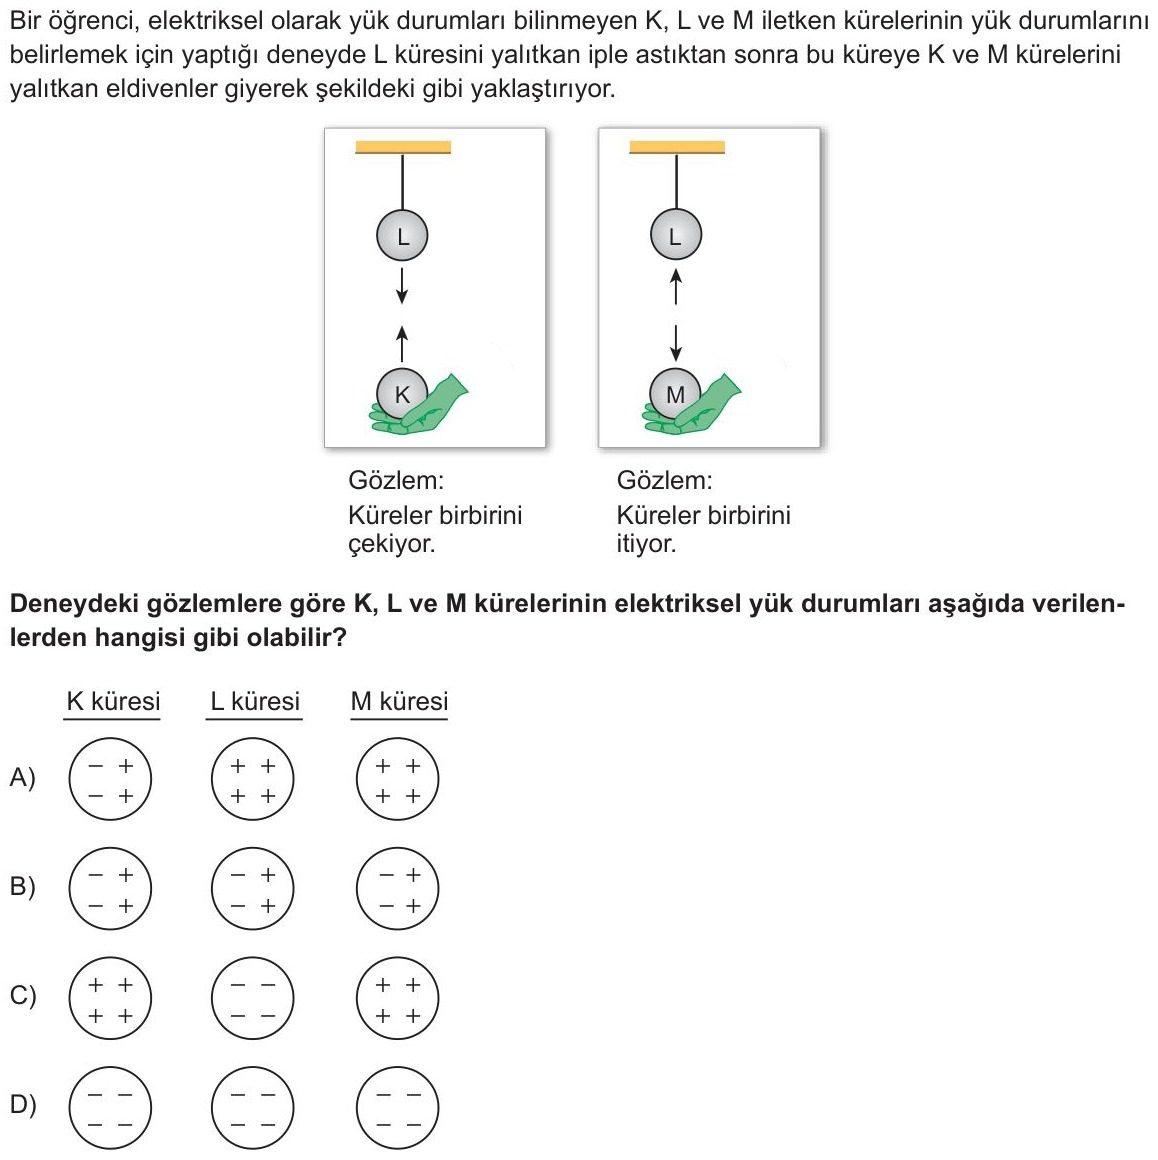 Bir öğrenci, elektriksel olarak yük durumları bilinmeyen K, L ve M iletken kürelerinin yük durumlarını
belirlemek için yaptığı deneyde L küresini yalıtkan iple astıktan sonra bu küreye K ve M kürelerini
yalıtkan eldivenler giyerek şekildeki gibi yaklaştırıyor.
L
K
L
M
Gözlem:
Küreler birbirini
çekiyor.
Gözlem:
Küreler birbirini
itiyor.
Deneydeki gözlemlere göre K, L ve M kürelerinin elektriksel yük durumları aşağıda verilen-
lerden hangisi gibi olabilir?
K küresi L küresi M küresi
A)
− + + + + +
− + + + + +
B)
− + − + − +
− + − + − +
C)
+ + − − + +
+ + − − + +
D)
− − − − − −
− − − − − −